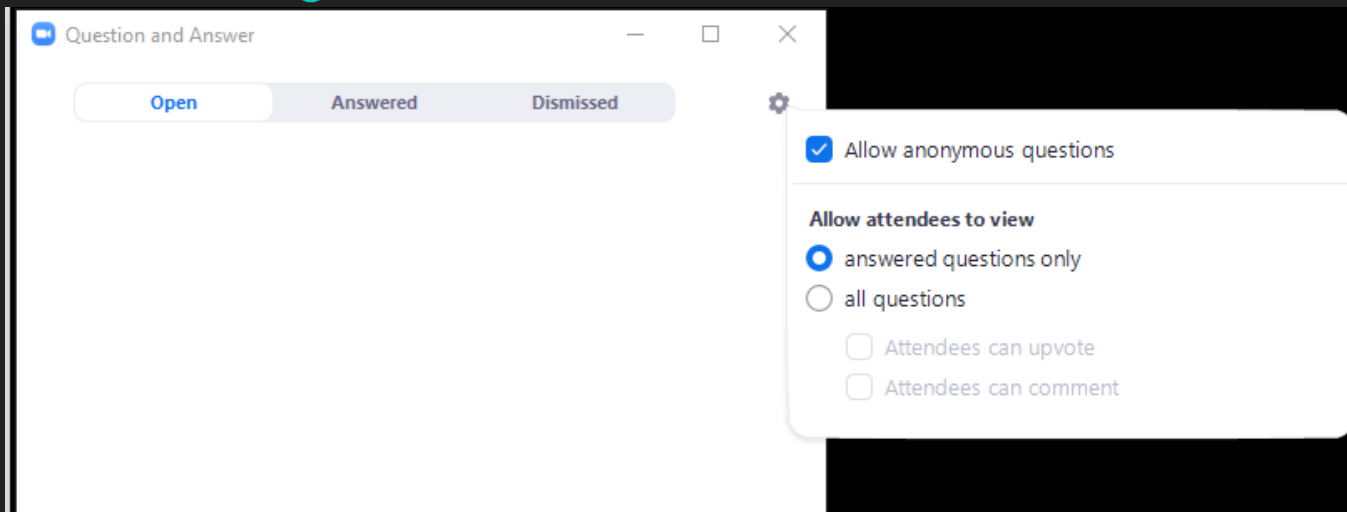 Question and Answer
Open Answered Dismissed
Allow anonymous questions
Allow attendees to view
answered questions only
all questions
Attendees can upvote
Attendees can comment